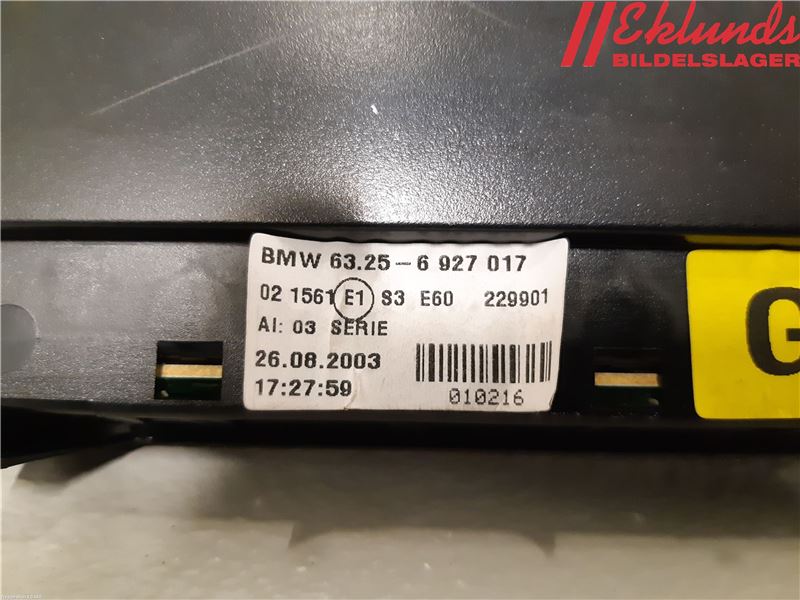 Eklunds
BILDELSLAGER
BMW 63.25-6 927 017
02 1561 E1 S3 E60 229901
AI: 03 SERIE
26.08.2003
17:27:59
010216
G